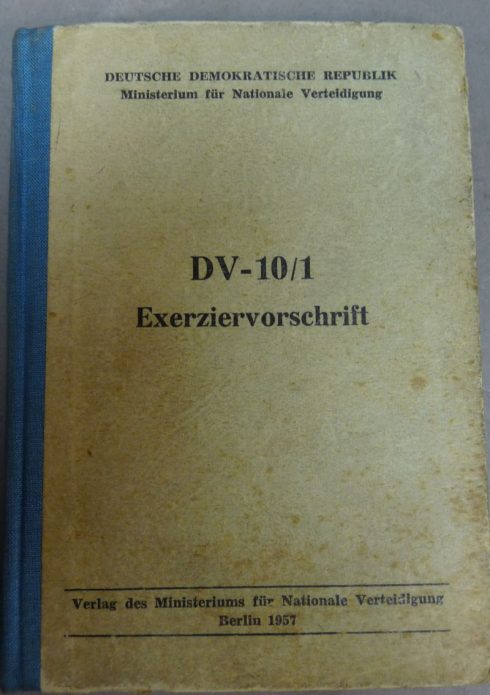 DEUTSCHE DEMOKRATISCHE REPUBLIK
Ministerium für Nationale Verteidigung
DV-10/1
Exerziervorschrift
Verlag des Ministeriums für Nationale Verteidigung
Berlin 1957